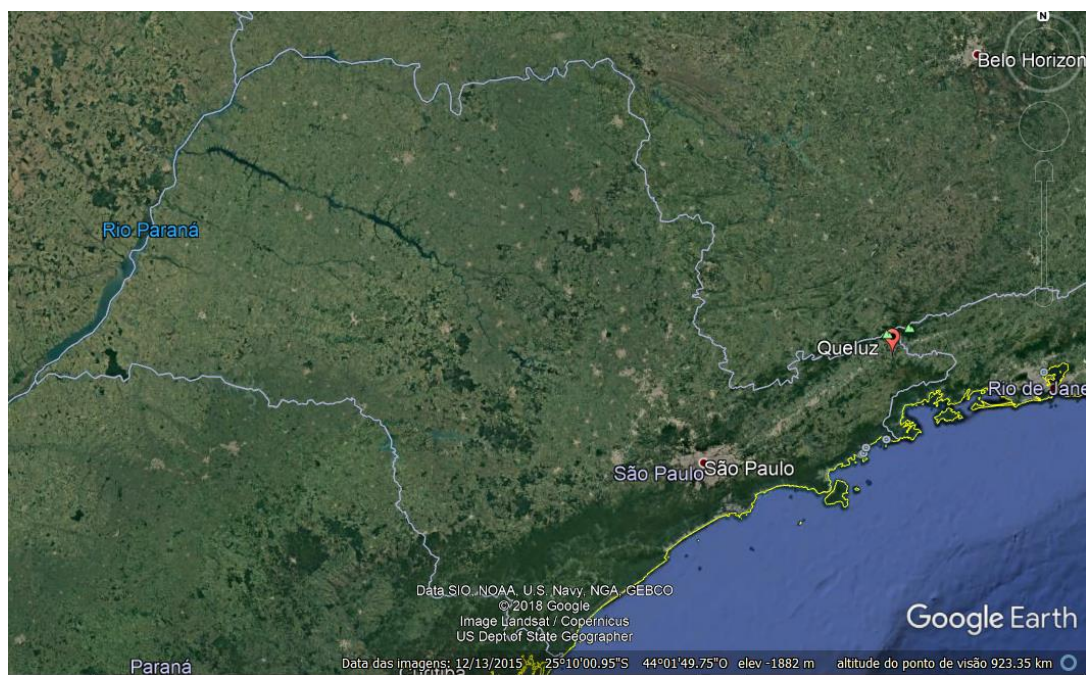 N
Belo Horizon
Rio Paraná
Queluz
Rio de Jane
São Paulo
São Paulo
Data SIO, NOAA, U.S. Navy, NGA, GEBCO
© 2018 Google
Image Landsat / Copernicus
US Dept of State Geographer
Google Earth
Paraná
Curitiba
Data das imagens: 12/13/2015 25°10'00.95"S 44°01'49.75"O elev -1882 m altitude do ponto de visão 923.35 km